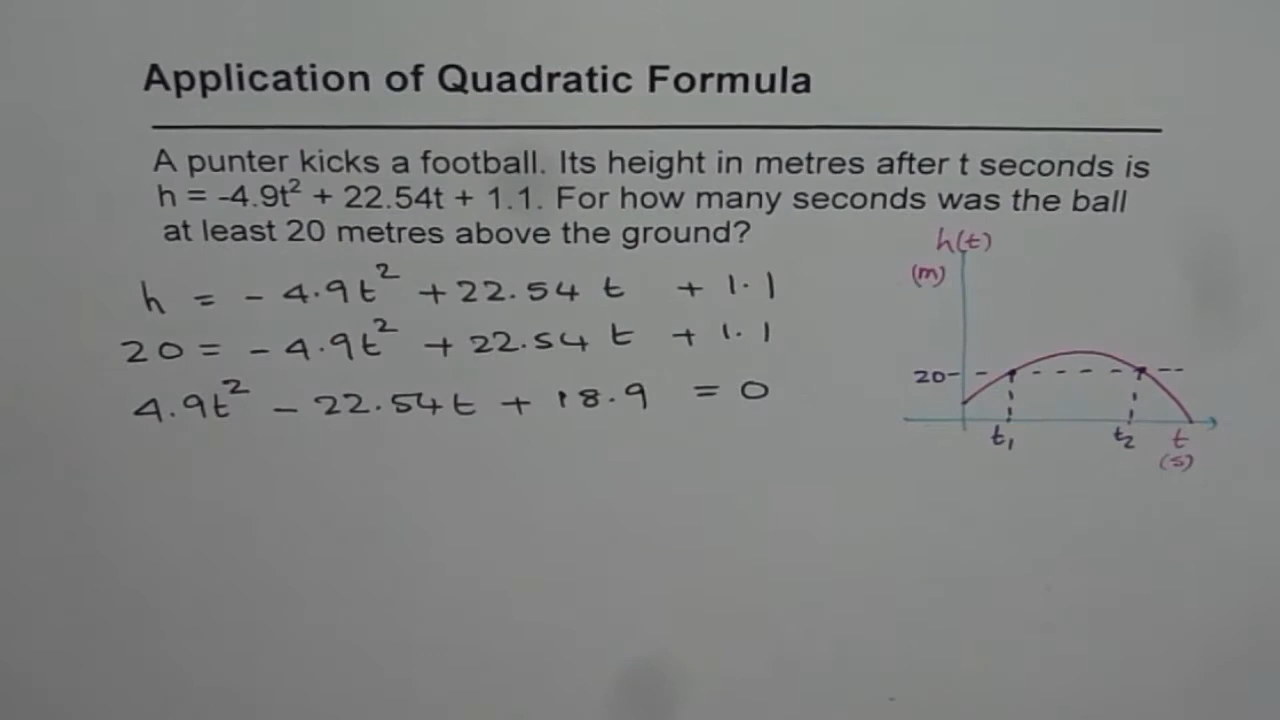 Application of Quadratic Formula
A punter kicks a football. Its height in metres after t seconds is
h = -4.9t² + 22.54t + 1.1. For how many seconds was the ball
at least 20 metres above the ground?
h = - 4.9t² + 22.54 t + 1.1
20 = - 4.9t² + 22.54 t + 1.1
4.9t² - 22.54t + 18.9 = 0
h(t)
(m)
20
t₁ t₂ t
(s)